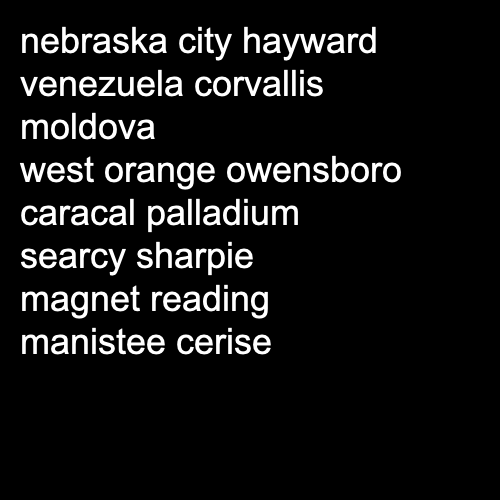 nebraska city hayward
venezuela corvallis
moldova
west orange owensboro
caracal palladium
searcy sharpie
magnet reading
manistee cerise